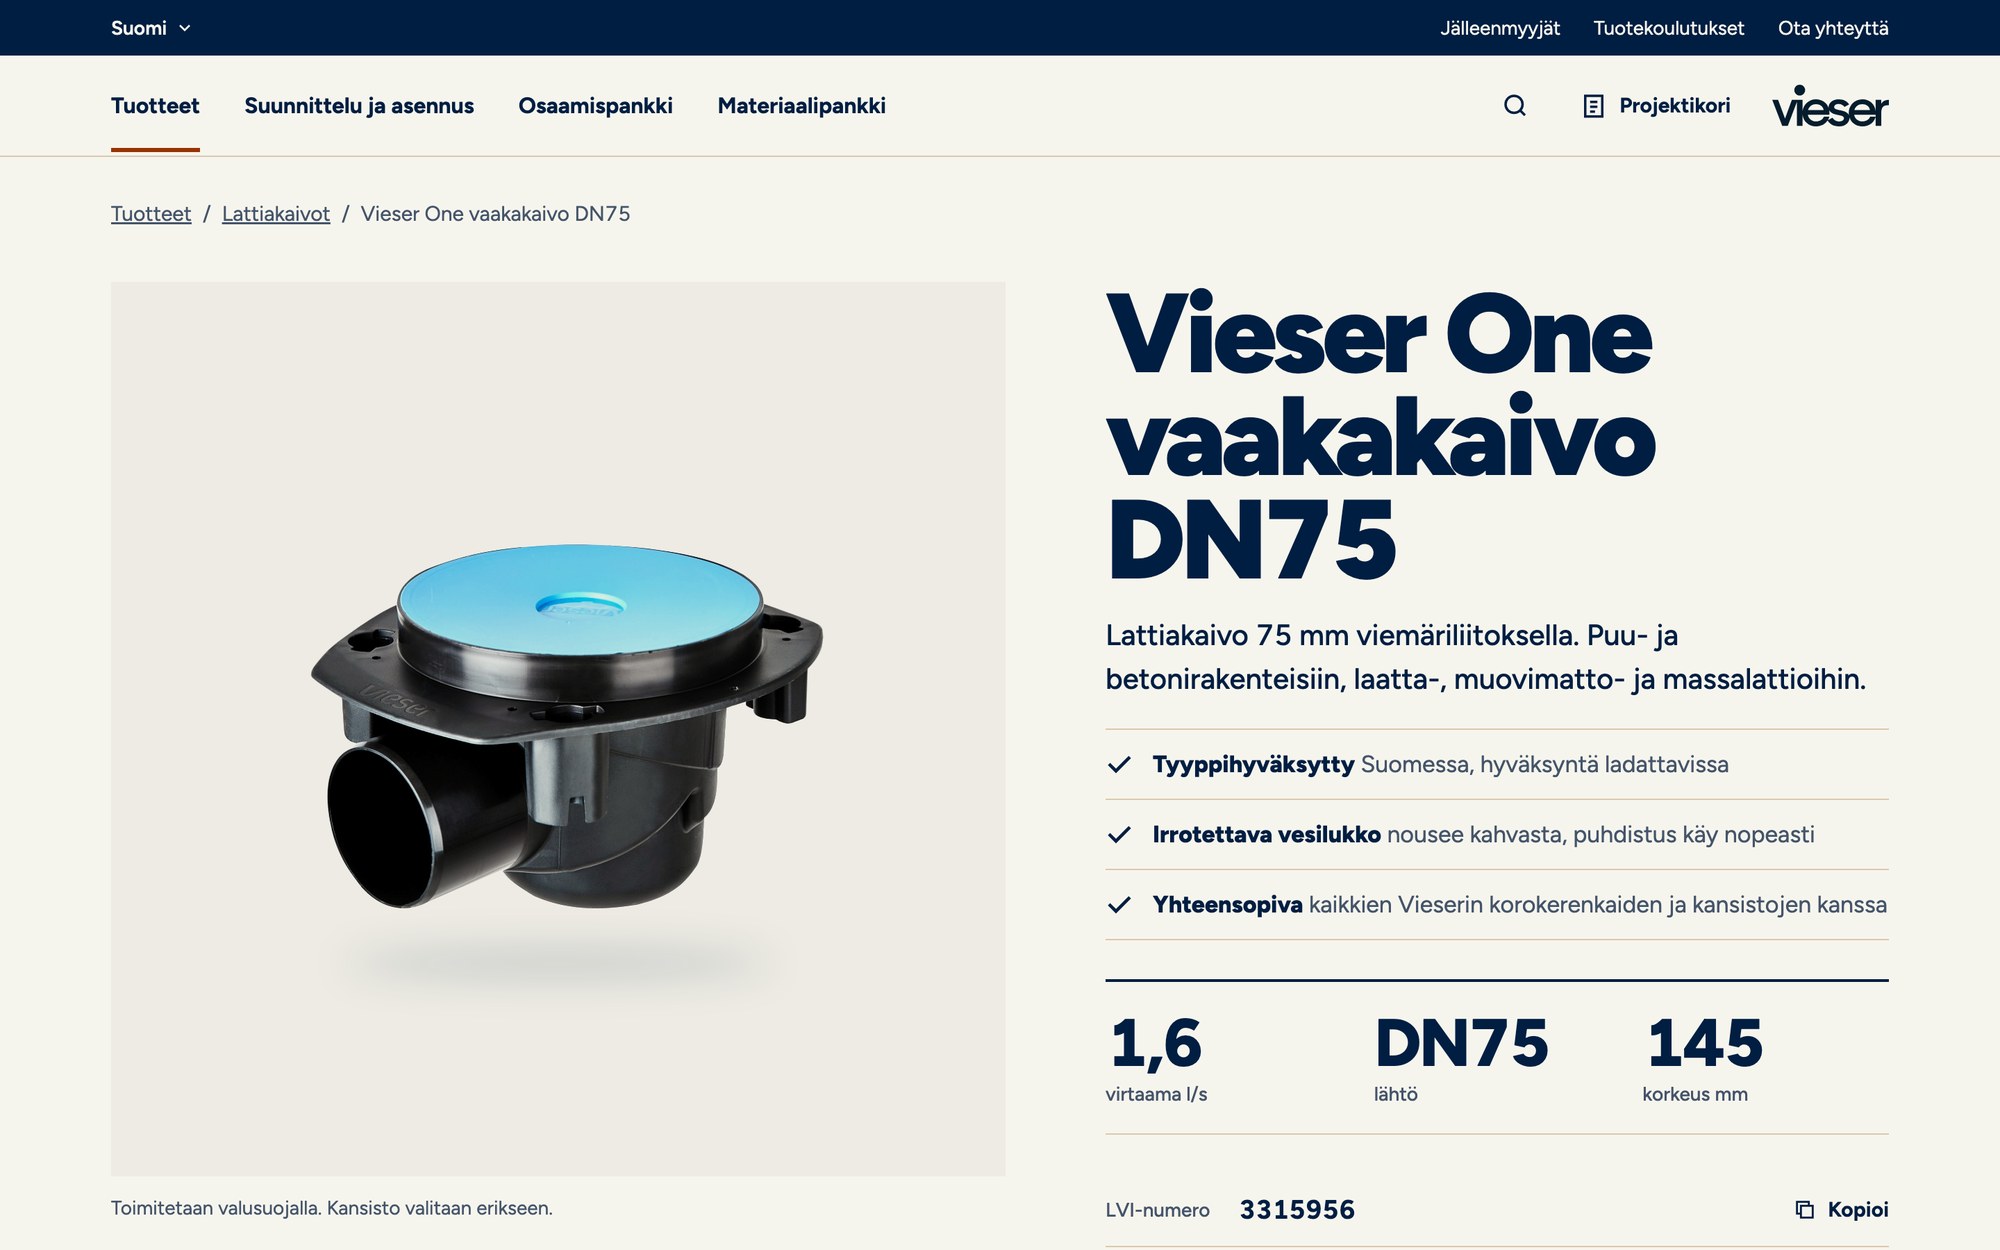 Suomi
Jälleenmyyjät
Tuotekoulutukset
Ota yhteyttä
Tuotteet
Suunnittelu ja asennus
Osaamispankki
Materiaalipankki
Projektikori
vieser
Tuotteet / Lattiakaivot / Vieser One vaakakaivo DN75
vieser
Toimitetaan valusuojalla. Kansisto valitaan erikseen.
Vieser One
vaakakaivo
DN75
Lattiakaivo 75 mm viemäriliitoksella. Puu- ja
betonirakenteisiin, laatta-, muovimatto- ja massalattioihin.
Tyyppihyväksytty Suomessa, hyväksyntä ladattavissa
Irrotettava vesilukko nousee kahvasta, puhdistus käy nopeasti
Yhteensopiva kaikkien Vieserin korokerenkaiden ja kansistojen kanssa
1,6
virtaama l/s
DN75
lähtö
145
korkeus mm
LVI-numero 3315956
Kopioi